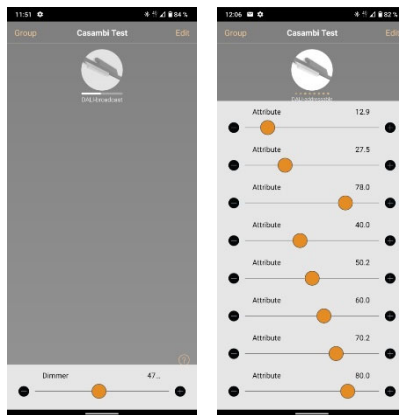 11:51
84 %
Group Casambi Test Edit
DALI-broadcast
?
Dimmer 47...
12:06
82 %
Group Casambi Test Edit
Attribute 12.9
Attribute 27.5
Attribute 78.0
Attribute 40.0
Attribute 50.2
Attribute 60.0
Attribute 70.2
Attribute 80.0